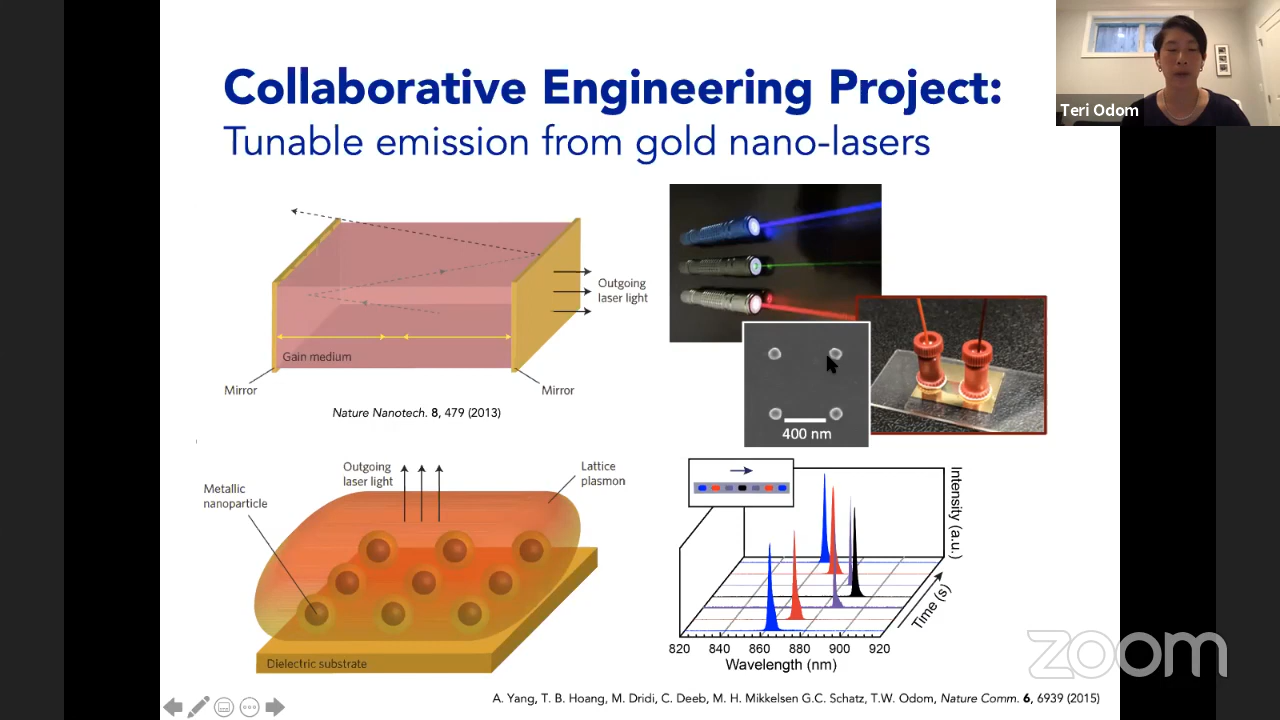 Collaborative Engineering Project:
Tunable emission from gold nano-lasers
Teri Odom
Outgoing
laser light
Gain medium
Mirror
Mirror
Nature Nanotech. 8, 479 (2013)
400 nm
Outgoing
laser light
Lattice
plasmon
Metallic
nanoparticle
Dielectric substrate
Intensity (a.u.)
Time (s)
820 840 860 880 900 920
Wavelength (nm)
zoom
A. Yang, T. B. Hoang, M. Dridi, C. Deeb, M. H. Mikkelsen G.C. Schatz, T.W. Odom, Nature Comm. 6, 6939 (2015)